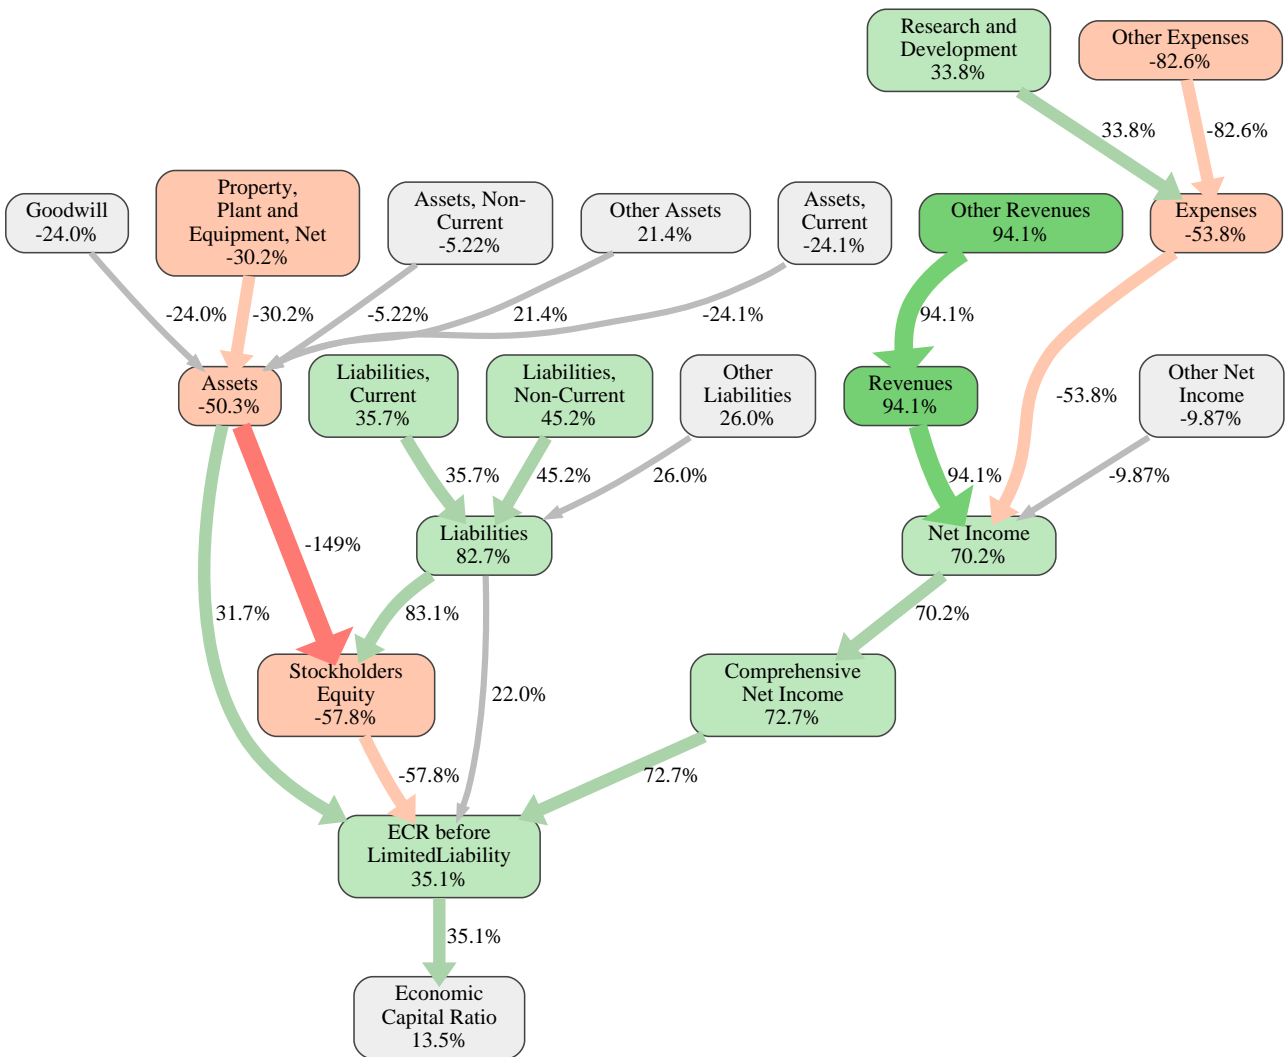 Research and
Development
33.8%
Other Expenses
-82.6%
33.8%
-82.6%
Goodwill
-24.0%
Property,
Plant and
Equipment, Net
-30.2%
Assets, Non-
Current
-5.22%
Other Assets
21.4%
Assets,
Current
-24.1%
Other Revenues
94.1%
Expenses
-53.8%
-24.0%
-30.2%
-5.22%
21.4%
-24.1%
94.1%
-53.8%
Assets
-50.3%
Liabilities,
Current
35.7%
Liabilities,
Non-Current
45.2%
Other
Liabilities
26.0%
Revenues
94.1%
Other Net
Income
-9.87%
35.7%
45.2%
26.0%
94.1%
-9.87%
-149%
Liabilities
82.7%
Net Income
70.2%
31.7%
83.1%
70.2%
Stockholders
Equity
-57.8%
22.0%
Comprehensive
Net Income
72.7%
-57.8%
72.7%
ECR before
LimitedLiability
35.1%
35.1%
Economic
Capital Ratio
13.5%